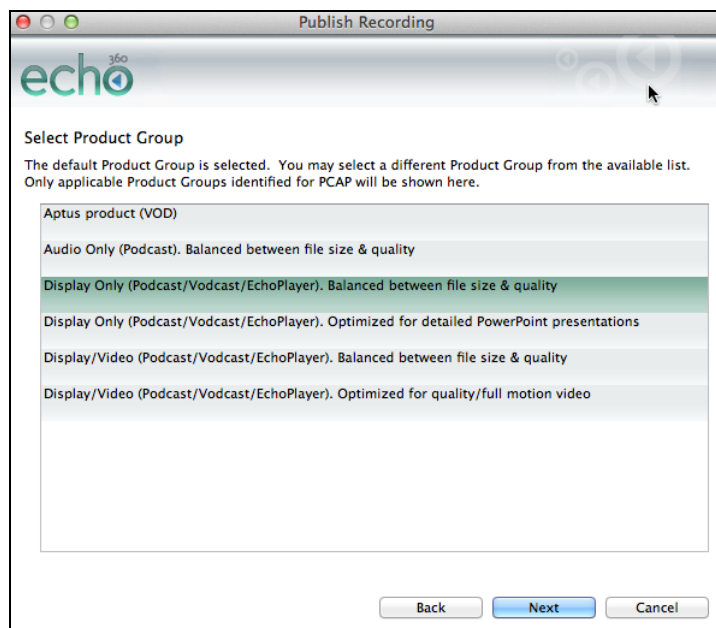 Publish Recording
echo
360
Select Product Group
The default Product Group is selected.  You may select a different Product Group from the available list.
Only applicable Product Groups identified for PCAP will be shown here.
Aptus product (VOD)
Audio Only (Podcast). Balanced between file size & quality
Display Only (Podcast/Vodcast/EchoPlayer). Balanced between file size & quality
Display Only (Podcast/Vodcast/EchoPlayer). Optimized for detailed PowerPoint presentations
Display/Video (Podcast/Vodcast/EchoPlayer). Balanced between file size & quality
Display/Video (Podcast/Vodcast/EchoPlayer). Optimized for quality/full motion video
Back Next Cancel